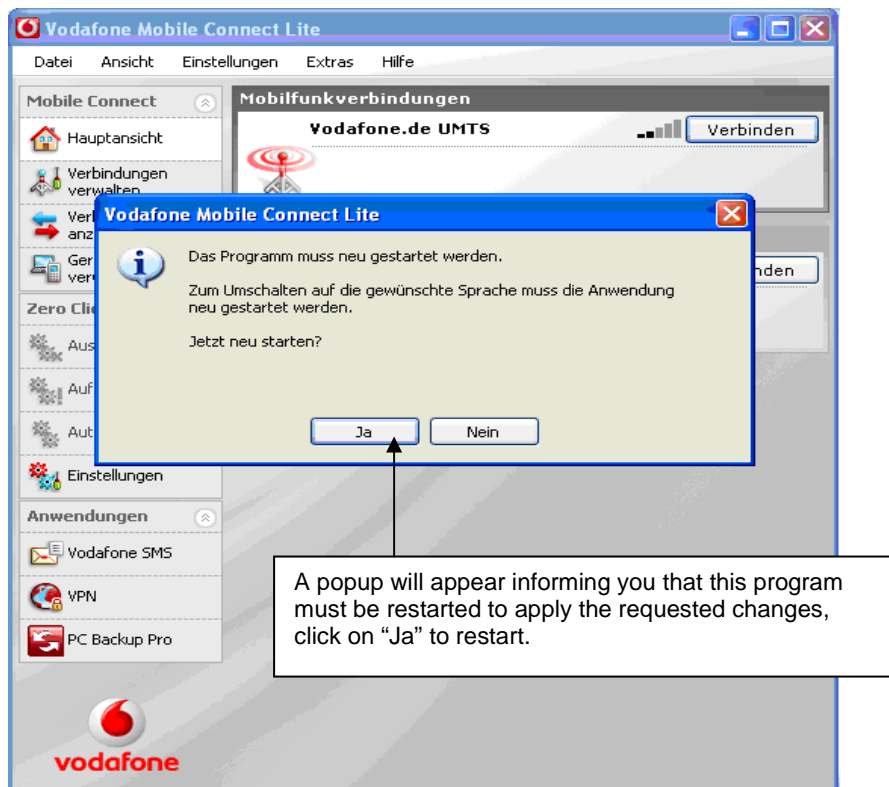 Vodafone Mobile Connect Lite
Datei Ansicht Einstellungen Extras Hilfe
Mobile Connect
Hauptansicht
Verbindungen
verwalten
Zero
Einstellungen
Anwendungen
Vodafone SMS
VPN
PC Backup Pro
vodafone
Mobilfunkverbindungen
Vodafone.de UMTS
Verbinden
Vodafone Mobile Connect Lite
Das Programm muss neu gestartet werden.
Zum Umschalten auf die gewünschte Sprache muss die Anwendung
neu gestartet werden.
Jetzt neu starten?
Ja Nein
A popup will appear informing you that this program
must be restarted to apply the requested changes,
click on “Ja” to restart.